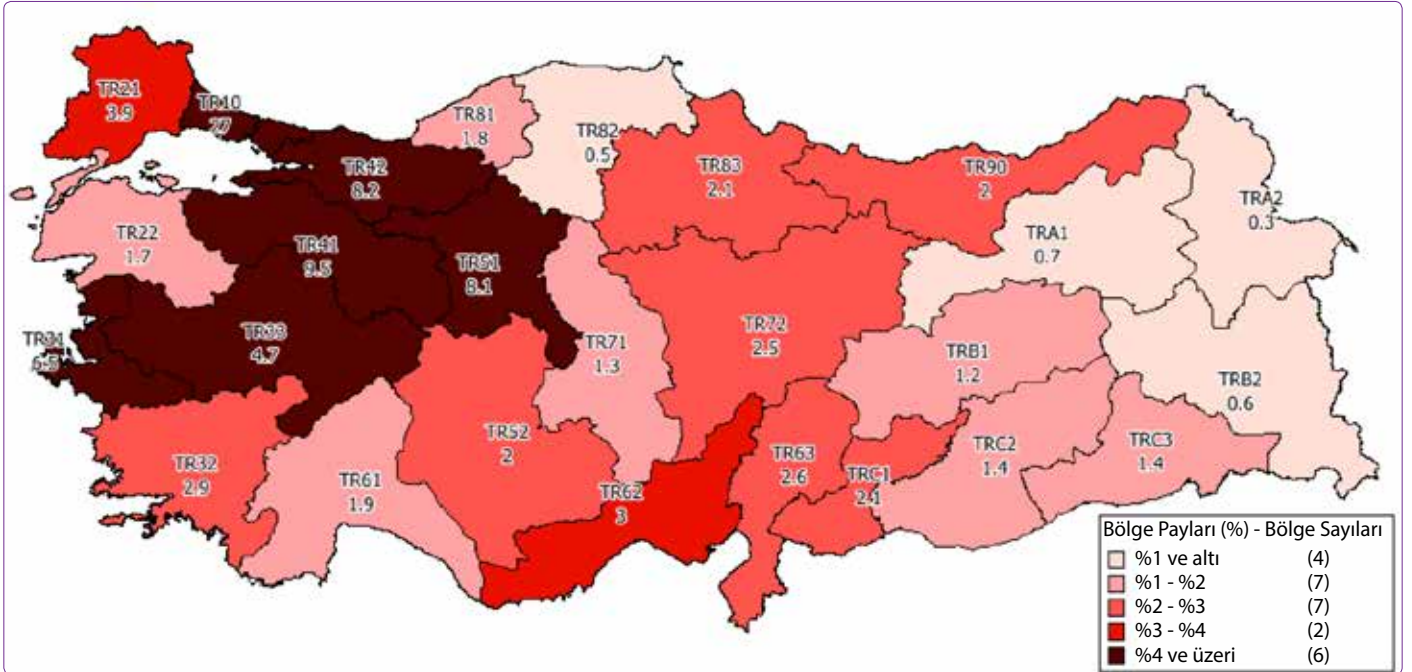 TR21
3.9
TR10
27
TR81
1.8
TR82
0.5
TR42
8.2
TR83
2.1
TR90
2
TRA2
0.3
TRA1
0.7
TR22
1.7
TR41
9.5
TR51
8.1
TR31
6.5
TR33
4.7
TR71
1.3
TR72
2.5
TRB1
1.2
TRB2
0.6
TR32
2.9
TR61
1.9
TR52
2
TR62
3
TR63
2.6
TRC1
2.1
TRC2
1.4
TRC3
1.4
Bölge Payları (%) - Bölge Sayıları
%1 ve altı (4)
%1 - %2 (7)
%2 - %3 (7)
%3 - %4 (2)
%4 ve üzeri (6)